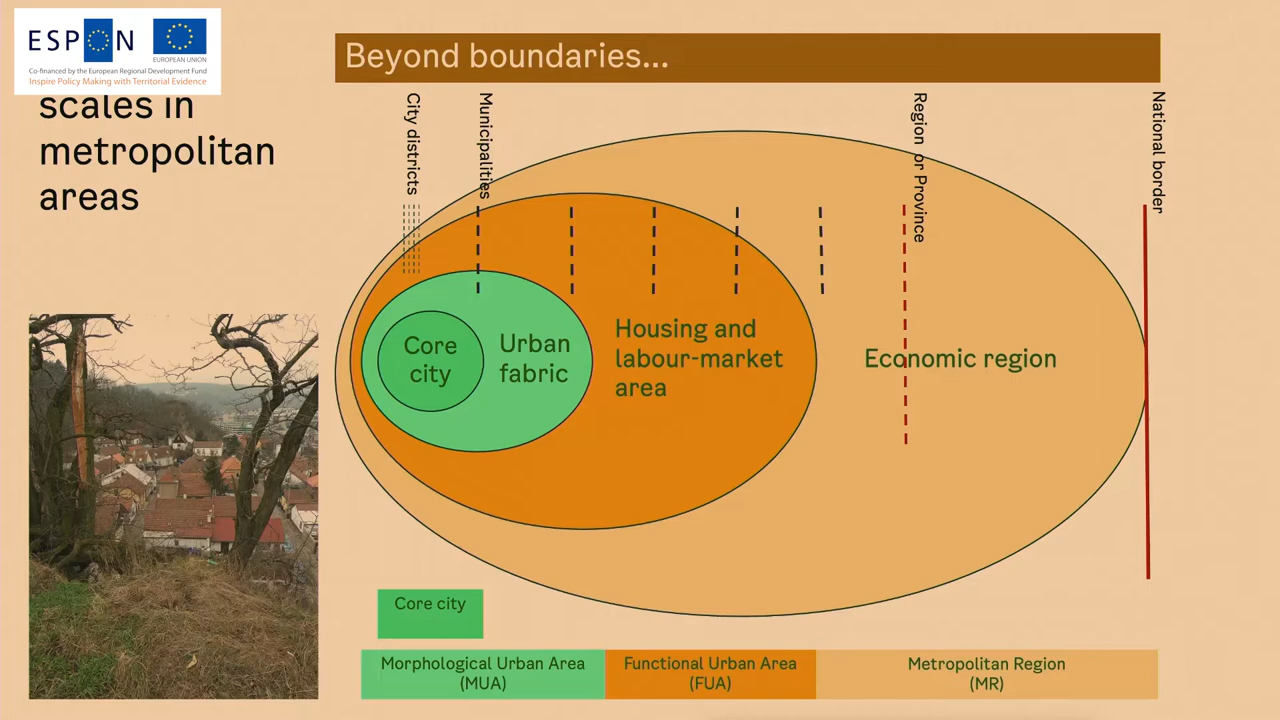 ESPON
EUROPEAN UNION
Co-financed by the European Regional Development Fund
Inspire Policy Making with Territorial Evidence
scales in
metropolitan
areas
Beyond boundaries...
City districts
Municipalities
Region or Province
National border
Core
city
Urban
fabric
Housing and
labour-market
area
Economic region
Core city
Morphological Urban Area
(MUA)
Functional Urban Area
(FUA)
Metropolitan Region
(MR)